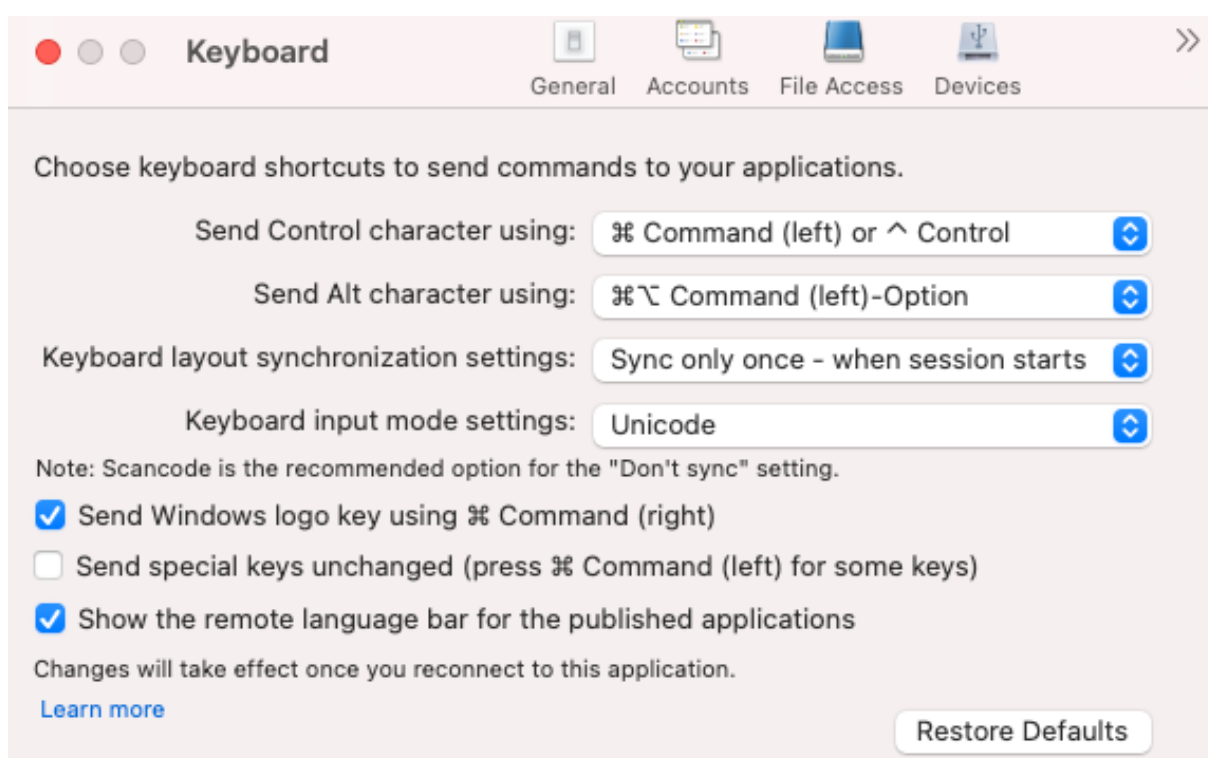 Keyboard
General Accounts File Access Devices
Choose keyboard shortcuts to send commands to your applications.
Send Control character using: ⌘ Command (left) or ^ Control
Send Alt character using: ⌘⌥ Command (left)-Option
Keyboard layout synchronization settings: Sync only once - when session starts
Keyboard input mode settings: Unicode
Note: Scancode is the recommended option for the "Don't sync" setting.
Send Windows logo key using ⌘ Command (right)
Send special keys unchanged (press ⌘ Command (left) for some keys)
Show the remote language bar for the published applications
Changes will take effect once you reconnect to this application.
Learn more
Restore Defaults